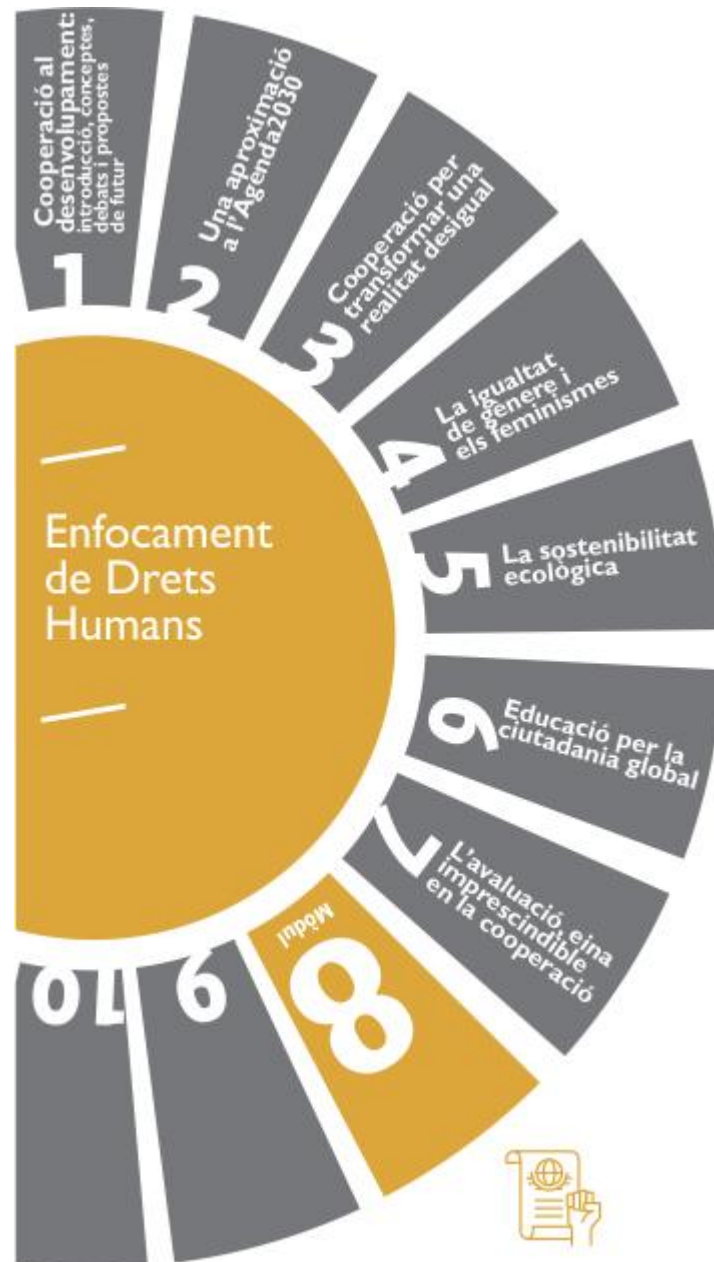 Cooperació al
desenvolupament:
introducció, conceptes,
debats i propostes
de futur
1
Una aproximació
a l'Agenda2030
2
Cooperació per
transformar una
realitat desigual
3
La igualtat
de gènere i
els feminismes
4
La sostenibilitat
ecològica
5
Educació per la
ciutadania global
6
L'avaluació, eina
imprescindible
en la cooperació
7
Mòdul
8
9
10
Enfocament
de Drets
Humans